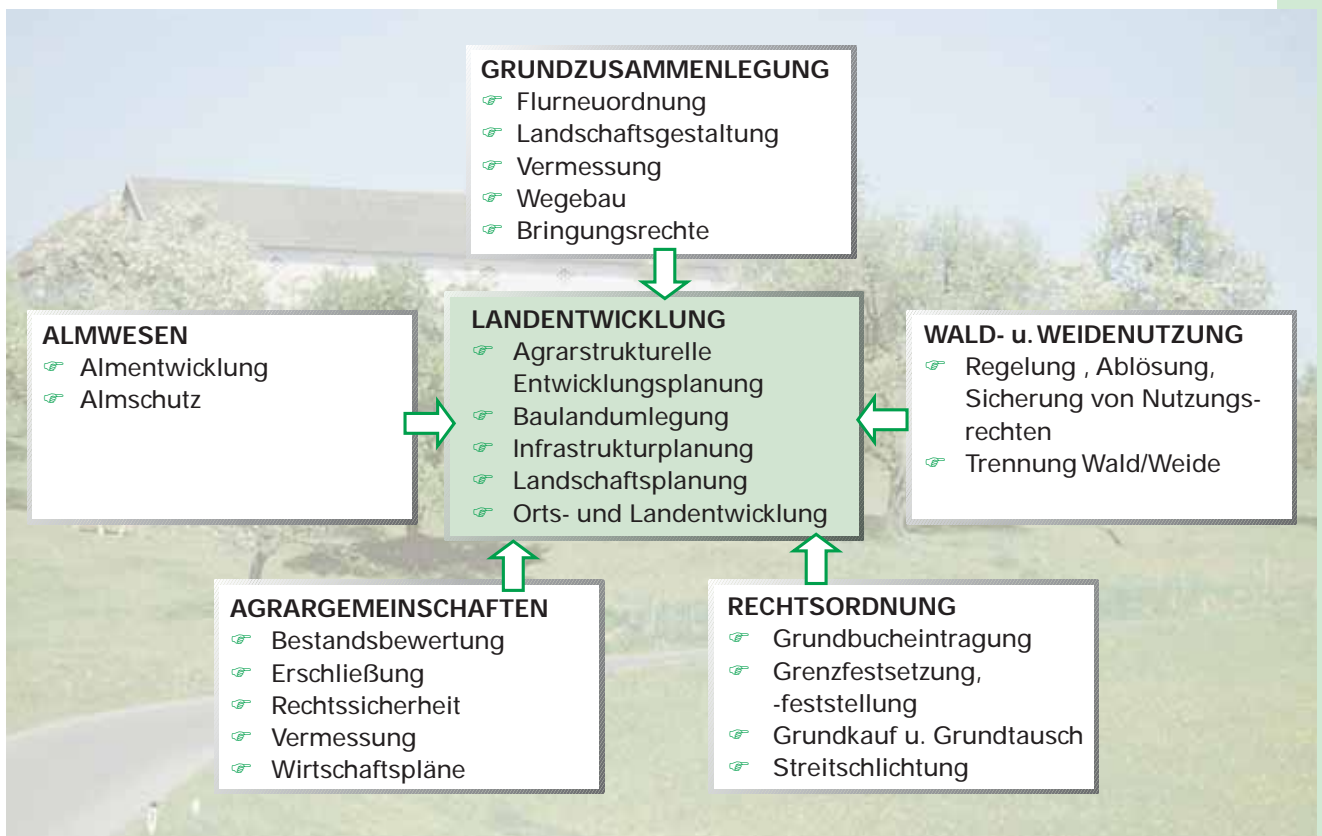 GRUNDZUSAMMENLEGUNG
☞ Flurneuordnung
☞ Landschaftsgestaltung
☞ Vermessung
☞ Wegebau
☞ Bringungsrechte
ALMWESEN
☞ Almentwicklung
☞ Almschutz
LANDENTWICKLUNG
☞ Agrarstrukturelle
Entwicklungsplanung
☞ Baulandumlegung
☞ Infrastrukturplanung
☞ Landschaftsplanung
☞ Orts- und Landentwicklung
WALD- u. WEIDENUTZUNG
☞ Regelung , Ablösung,
Sicherung von Nutzungs-
rechten
☞ Trennung Wald/Weide
AGRARGEMEINSCHAFTEN
☞ Bestandsbewertung
☞ Erschließung
☞ Rechtssicherheit
☞ Vermessung
☞ Wirtschaftspläne
RECHTSORDNUNG
☞ Grundbucheintragung
☞ Grenzfestsetzung,
-feststellung
☞ Grundkauf u. Grundtausch
☞ Streitschlichtung